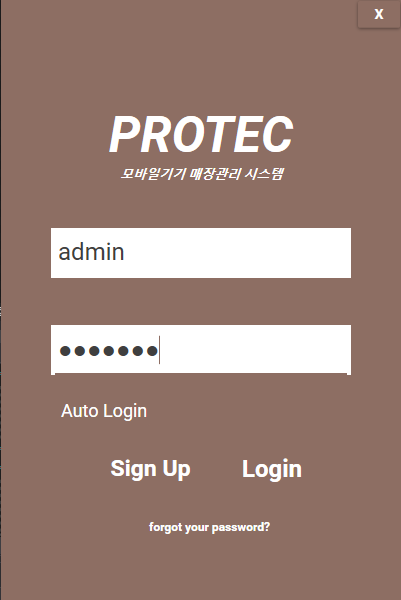 X
PROTEC
모바일기기 매장관리 시스템
admin
●●●●●●●
Auto Login
Sign Up Login
forgot your password?